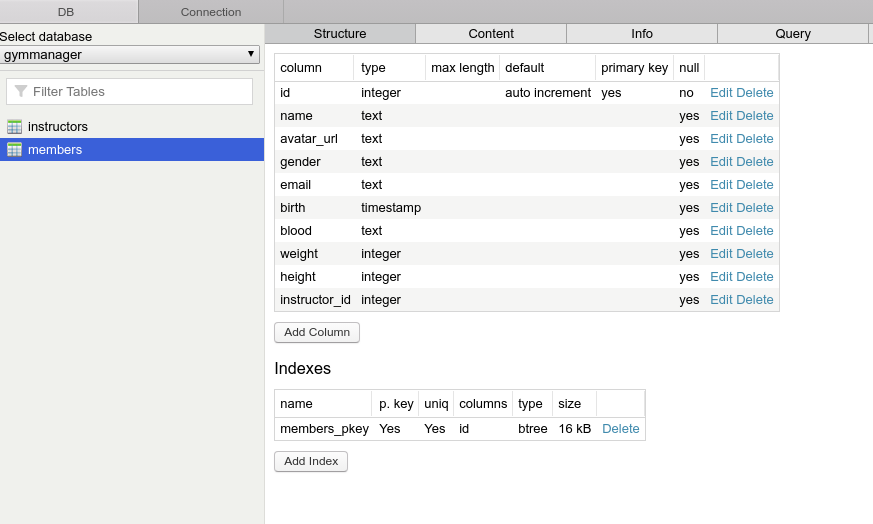 DB Connection
Select database
gymmanager
Filter Tables
instructors
members
Structure Content Info Query
column type max length default primary key null
id integer auto increment yes no Edit Delete
name text yes Edit Delete
avatar_url text yes Edit Delete
gender text yes Edit Delete
email text yes Edit Delete
birth timestamp yes Edit Delete
blood text yes Edit Delete
weight integer yes Edit Delete
height integer yes Edit Delete
instructor_id integer yes Edit Delete
Add Column
Indexes
name p. key uniq columns type size
members_pkey Yes Yes id btree 16 kB Delete
Add Index